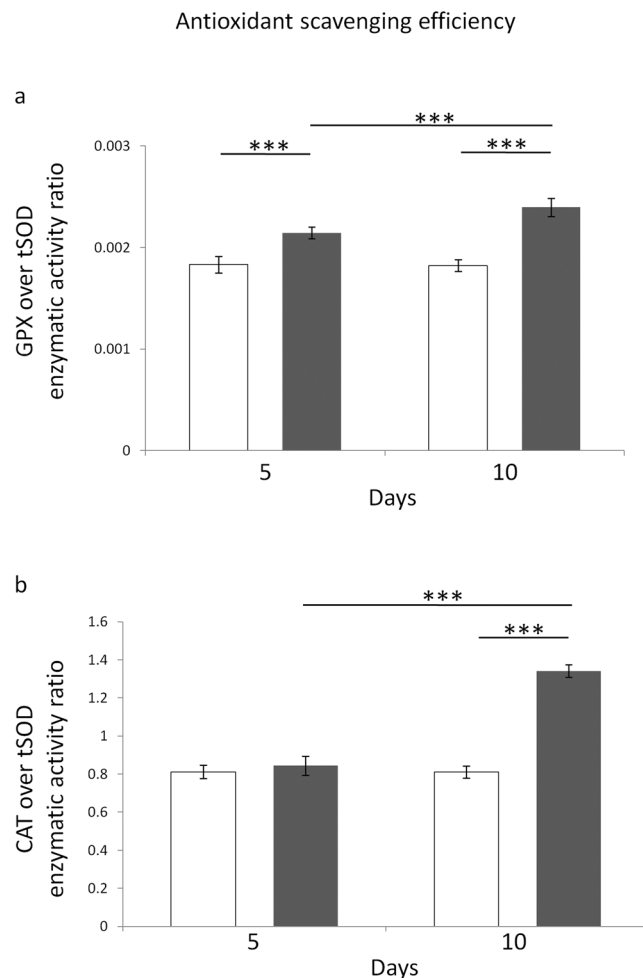 Antioxidant scavenging efficiency
a
***
***
***
0.003
0.002
0.001
0
GPX over tSOD
enzymatic activity ratio
5
10
Days
b
***
***
1.6
1.4
1.2
1
0.8
0.6
0.4
0.2
0
CAT over tSOD
enzymatic activity ratio
5
10
Days